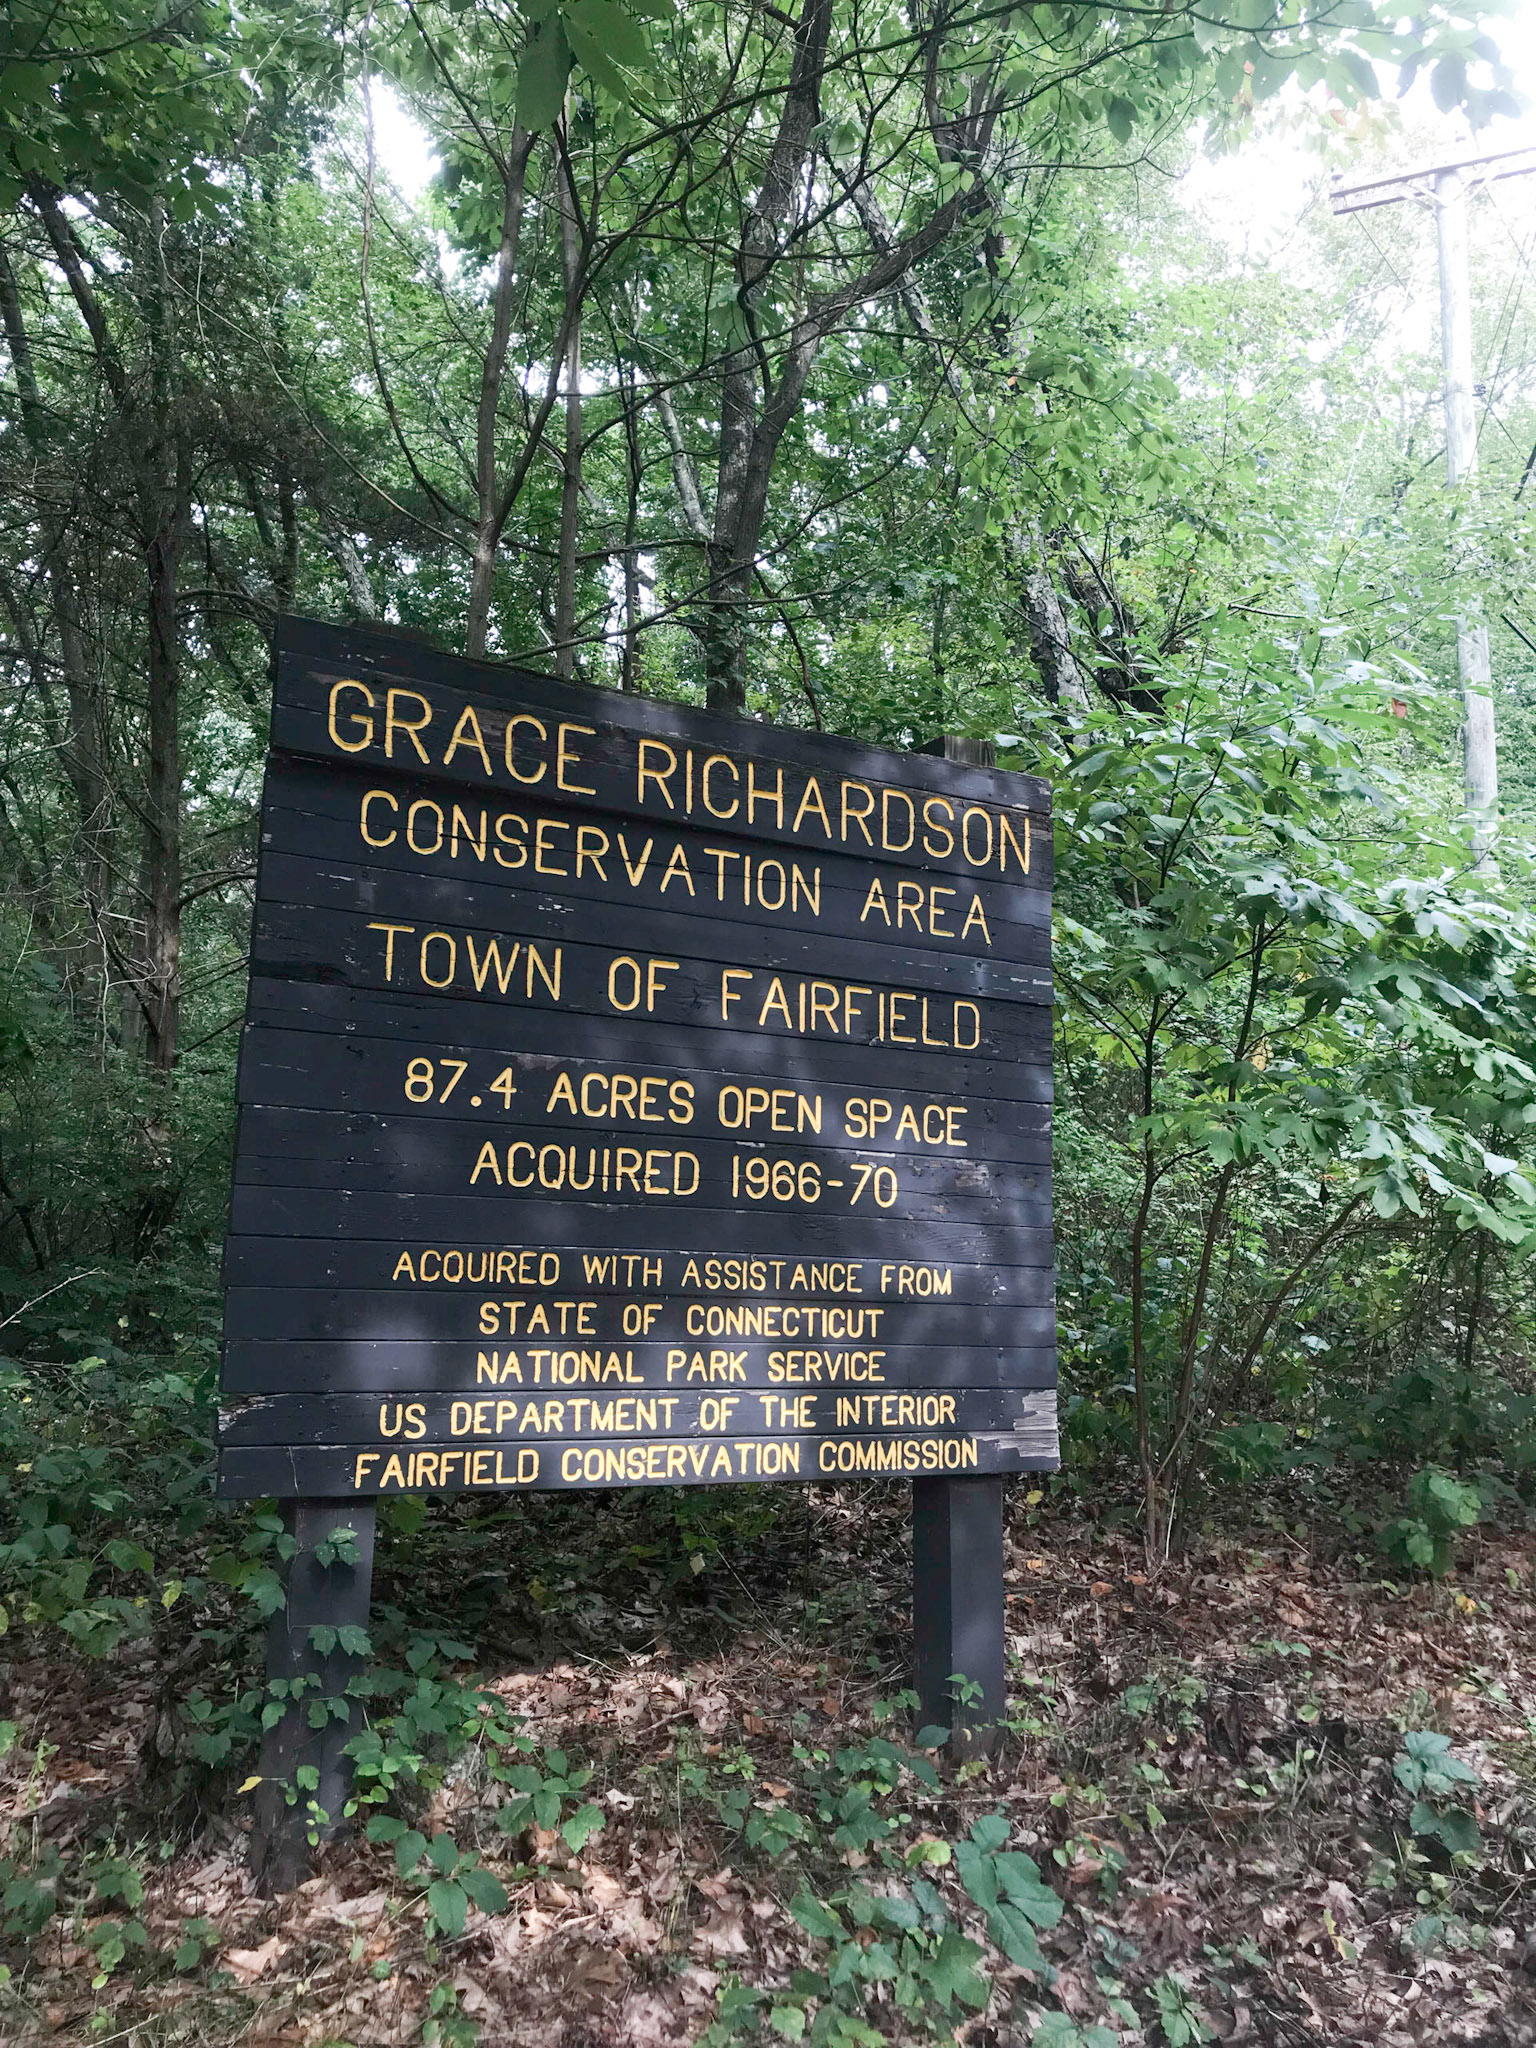 GRACE RICHARDSON
CONSERVATION AREA
TOWN OF FAIRFIELD
87.4 ACRES OPEN SPACE
ACQUIRED 1966-70
ACQUIRED WITH ASSISTANCE FROM
STATE OF CONNECTICUT
NATIONAL PARK SERVICE
US DEPARTMENT OF THE INTERIOR
FAIRFIELD CONSERVATION COMMISSION